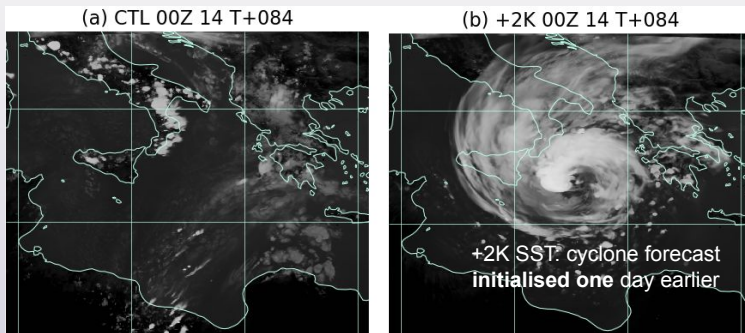 (a) CTL 00Z 14 T+084
(b) +2K 00Z 14 T+084
+2K SST: cyclone forecast
initialised one day earlier